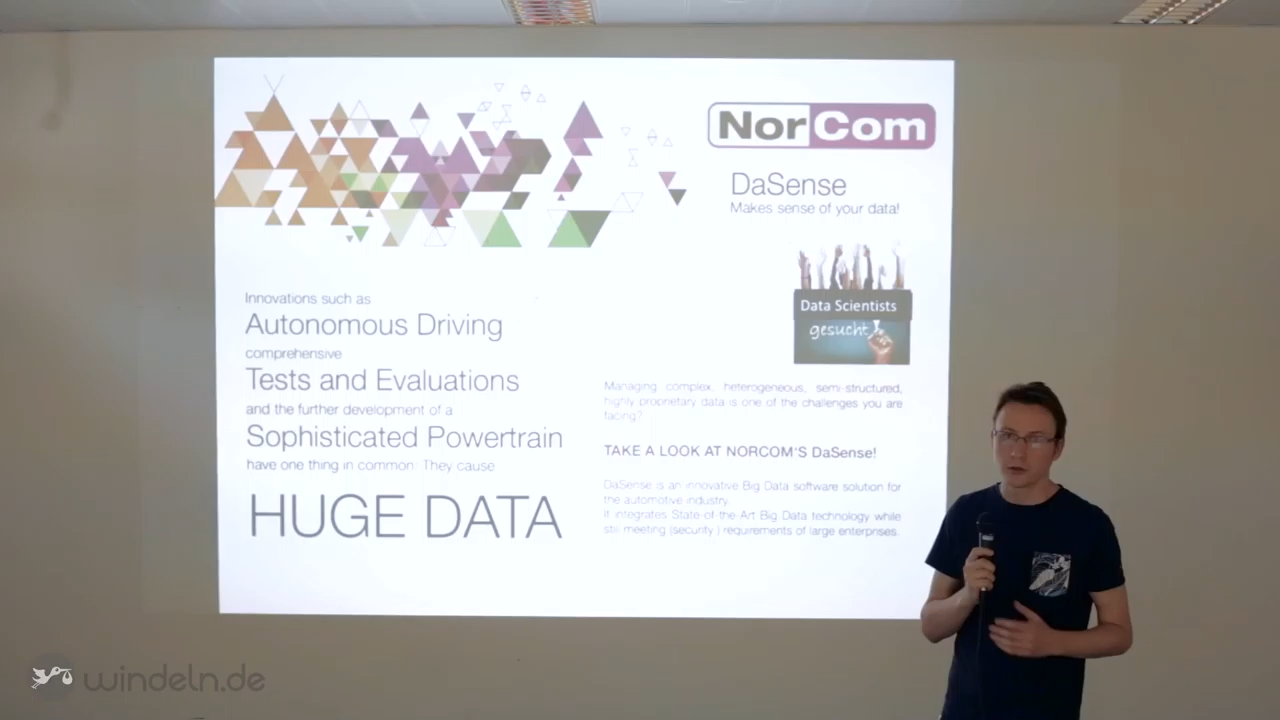 NorCom
DaSense
Makes sense of your data!
Data Scientists
gesucht
Innovations such as
Autonomous Driving
comprehensive
Tests and Evaluations
and the further development of a
Sophisticated Powertrain
have one thing in common: They cause
HUGE DATA
Managing complex, heterogeneous, semi-structured,
highly proprietary data is one of the challenges you are
facing?
TAKE A LOOK AT NORCOM'S DaSense!
DaSense is an innovative Big Data software solution for
the automotive industry.
It integrates State-of-the-Art Big Data technology while
still meeting (security ) requirements of large enterprises.
windeln.de